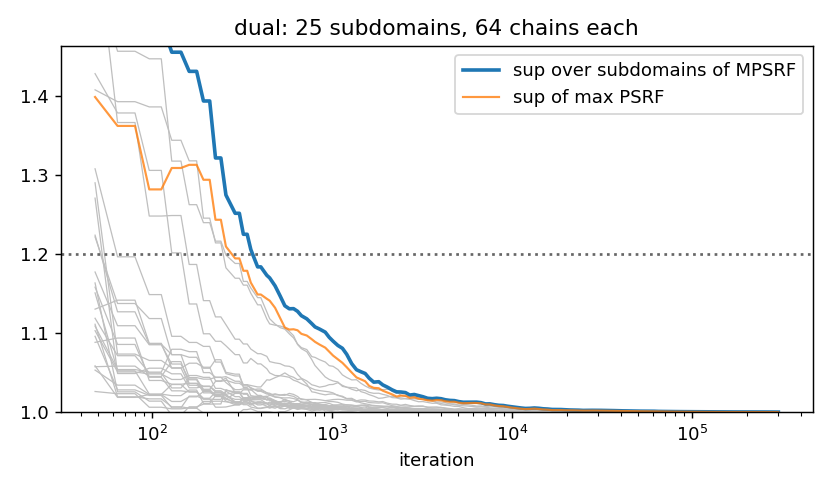 dual: 25 subdomains, 64 chains each
sup over subdomains of MPSRF
sup of max PSRF
1.4
1.3
1.2
1.1
1.0
10²
10³
10⁴
10⁵
iteration